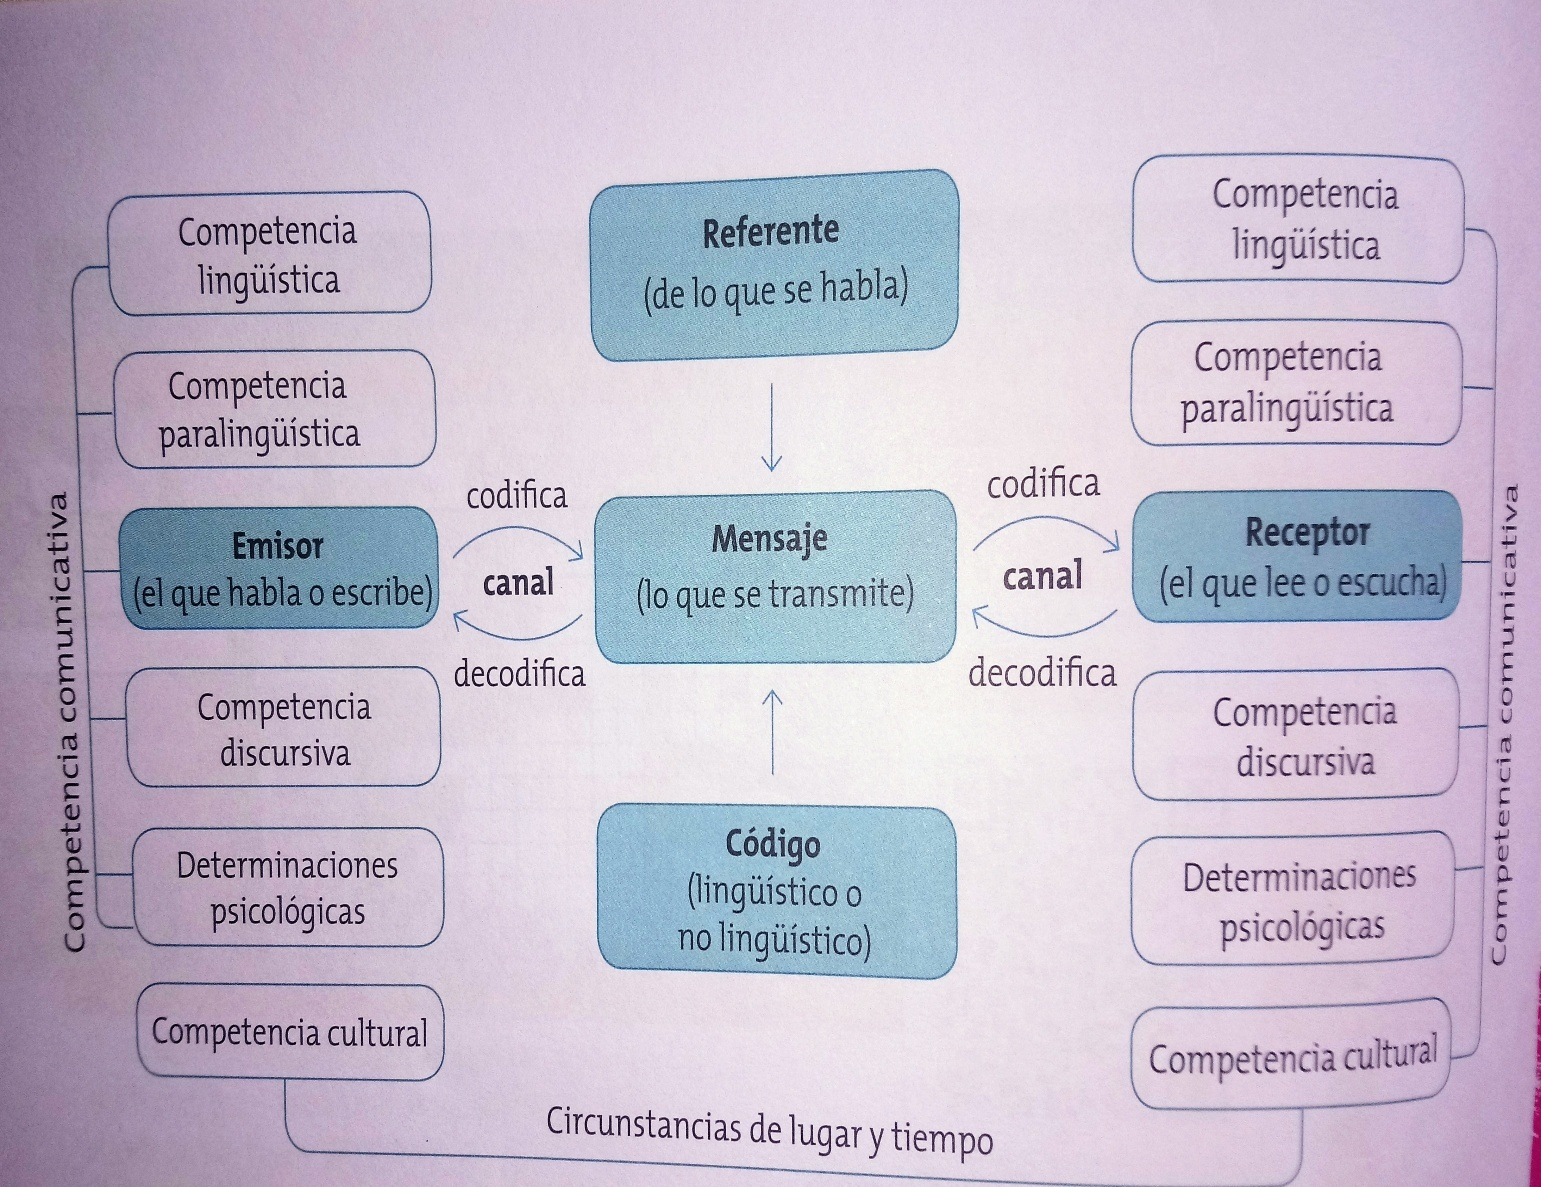 Competencia comunicativa
Competencia
lingüística
Competencia
paralingüística
Emisor
(el que habla o escribe)
Competencia
discursiva
Determinaciones
psicológicas
Competencia cultural
codifica
canal
decodifica
Referente
(de lo que se habla)
Mensaje
(lo que se transmite)
Código
(lingüístico o
no lingüístico)
codifica
canal
decodifica
Competencia
lingüística
Competencia
paralingüística
Receptor
(el que lee o escucha)
Competencia
discursiva
Determinaciones
psicológicas
Competencia cultural
Competencia comunicativa
Circunstancias de lugar y tiempo